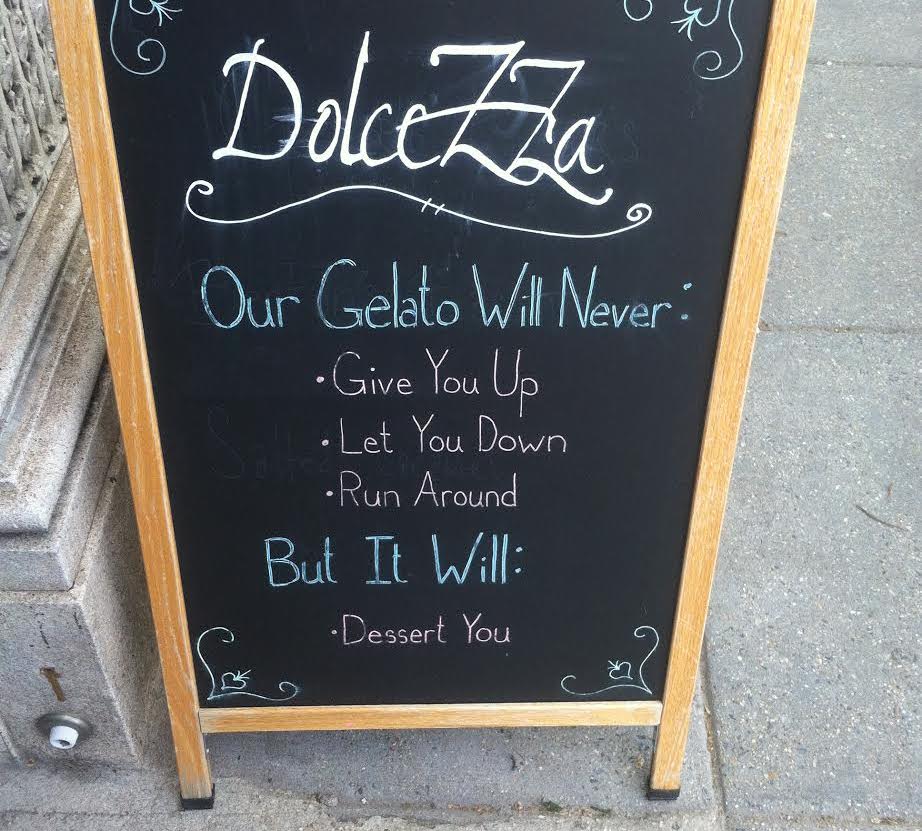 DolceZZa
Our Gelato Will Never:
• Give You Up
• Let You Down
• Run Around
But It Will:
• Dessert You